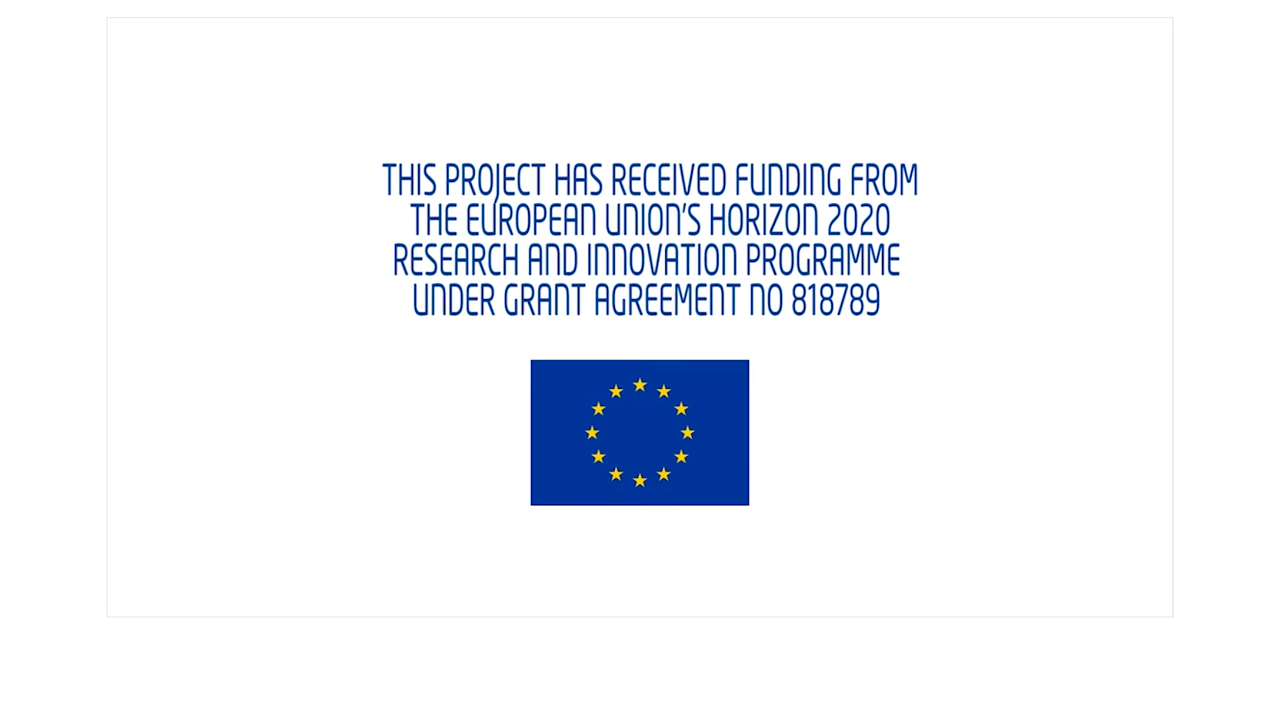 THIS PROJECT HAS RECEIVED FUNDING FROM
THE EUROPEAN UNION'S HORIZON 2020
RESEARCH AND INNOVATION PROGRAMME
UNDER GRANT AGREEMENT NO 818789